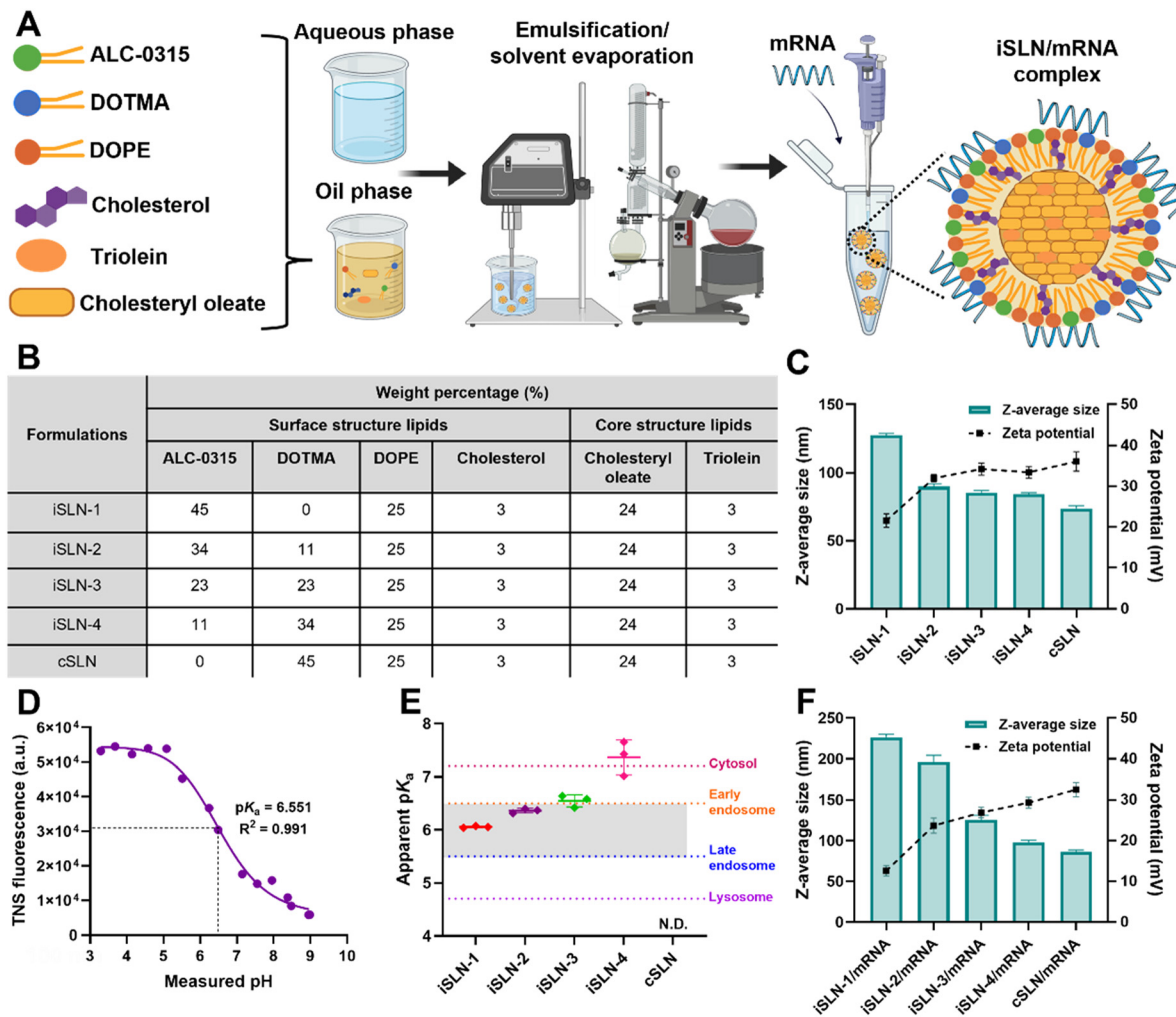 A
ALC-0315
DOTMA
DOPE
Cholesterol
Triolein
Cholesteryl oleate
Aqueous phase
Oil phase
Emulsification/
solvent evaporation
mRNA
iSLN/mRNA
complex
B
Formulations
Weight percentage (%)
Surface structure lipids
Core structure lipids
ALC-0315 DOTMA DOPE Cholesterol Cholesteryl oleate Triolein
iSLN-1 45 0 25 3 24 3
iSLN-2 34 11 25 3 24 3
iSLN-3 23 23 25 3 24 3
iSLN-4 11 34 25 3 24 3
cSLN 0 45 25 3 24 3
C
Z-average size (nm)
150
100
50
0
Z-average size
Zeta potential
50
40
30
20
10
0
Zeta potential (mV)
iSLN-1
iSLN-2
iSLN-3
iSLN-4
cSLN
D
TNS fluorescence (a.u.)
6×10⁴
5×10⁴
4×10⁴
3×10⁴
2×10⁴
1×10⁴
0
pKa = 6.551
R² = 0.991
3 4 5 6 7 8 9 10
Measured pH
E
Apparent pKa
8
7
6
5
4
Cytosol
Early
endosome
Late
endosome
Lysosome
N.D.
iSLN-1
iSLN-2
iSLN-3
iSLN-4
cSLN
F
Z-average size (nm)
250
200
150
100
50
0
Z-average size
Zeta potential
50
40
30
20
10
0
Zeta potential (mV)
iSLN-1/mRNA
iSLN-2/mRNA
iSLN-3/mRNA
iSLN-4/mRNA
cSLN/mRNA